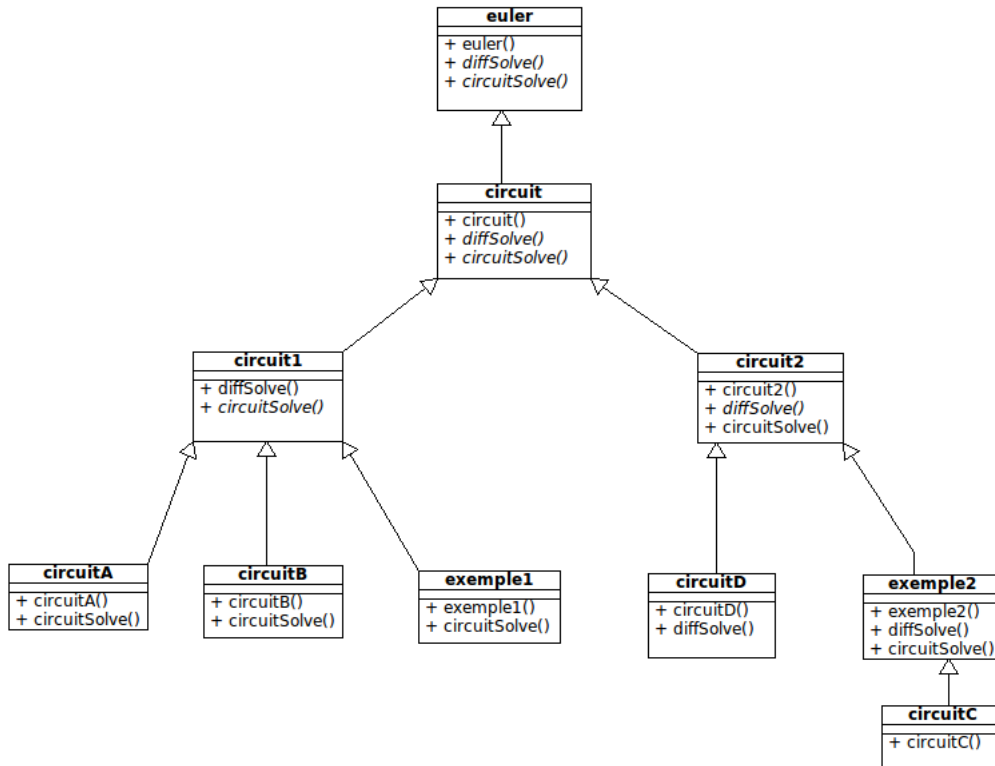 euler
+ euler()
+ diffSolve()
+ circuitSolve()
circuit
+ circuit()
+ diffSolve()
+ circuitSolve()
circuit1
+ diffSolve()
+ circuitSolve()
circuit2
+ circuit2()
+ diffSolve()
+ circuitSolve()
circuitA
+ circuitA()
+ circuitSolve()
circuitB
+ circuitB()
+ circuitSolve()
exemple1
+ exemple1()
+ circuitSolve()
circuitD
+ circuitD()
+ diffSolve()
exemple2
+ exemple2()
+ diffSolve()
+ circuitSolve()
circuitC
+ circuitC()